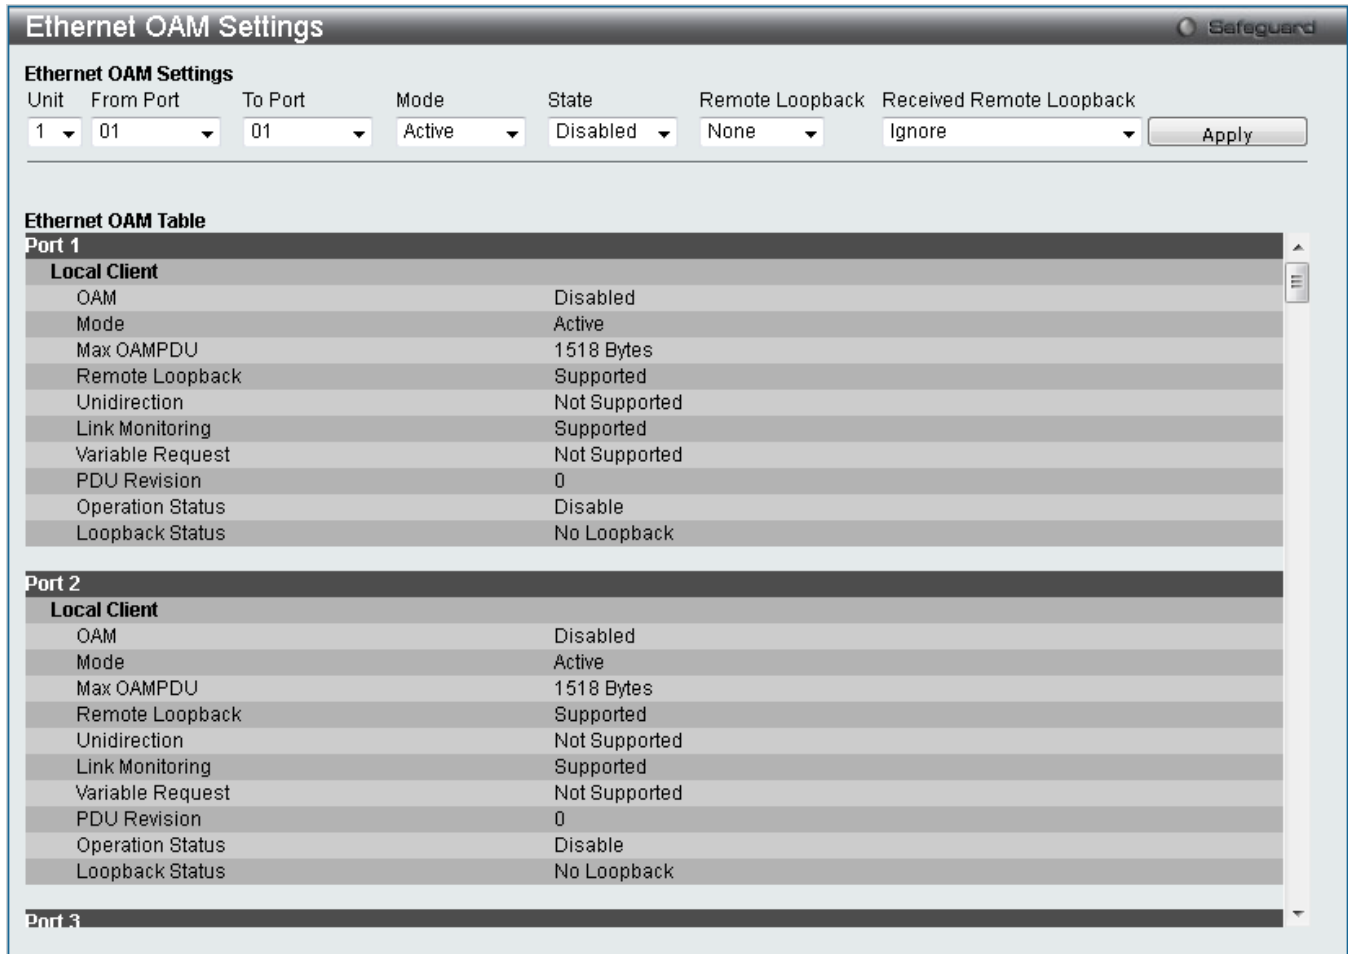 Ethernet OAM Settings Safeguard
Ethernet OAM Settings
Unit From Port To Port Mode State Remote Loopback Received Remote Loopback
1 01 01 Active Disabled None Ignore Apply
Ethernet OAM Table
Port 1
Local Client
OAM Disabled
Mode Active
Max OAMPDU 1518 Bytes
Remote Loopback Supported
Unidirection Not Supported
Link Monitoring Supported
Variable Request Not Supported
PDU Revision 0
Operation Status Disable
Loopback Status No Loopback
Port 2
Local Client
OAM Disabled
Mode Active
Max OAMPDU 1518 Bytes
Remote Loopback Supported
Unidirection Not Supported
Link Monitoring Supported
Variable Request Not Supported
PDU Revision 0
Operation Status Disable
Loopback Status No Loopback
Port 3